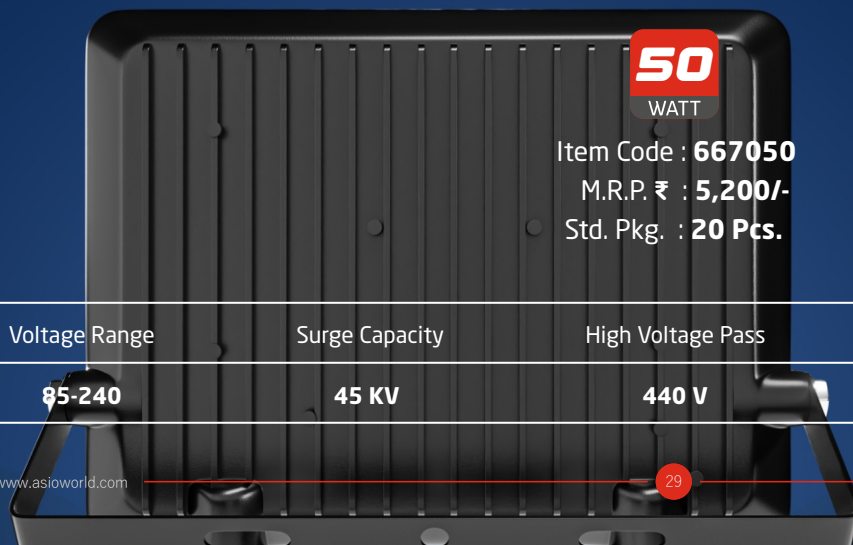 50
WATT
Item Code : 667050
M.R.P. ₹ : 5,200/-
Std. Pkg. : 20 Pcs.
Voltage Range Surge Capacity High Voltage Pass
85-240 45 KV 440 V
www.asioworld.com 29